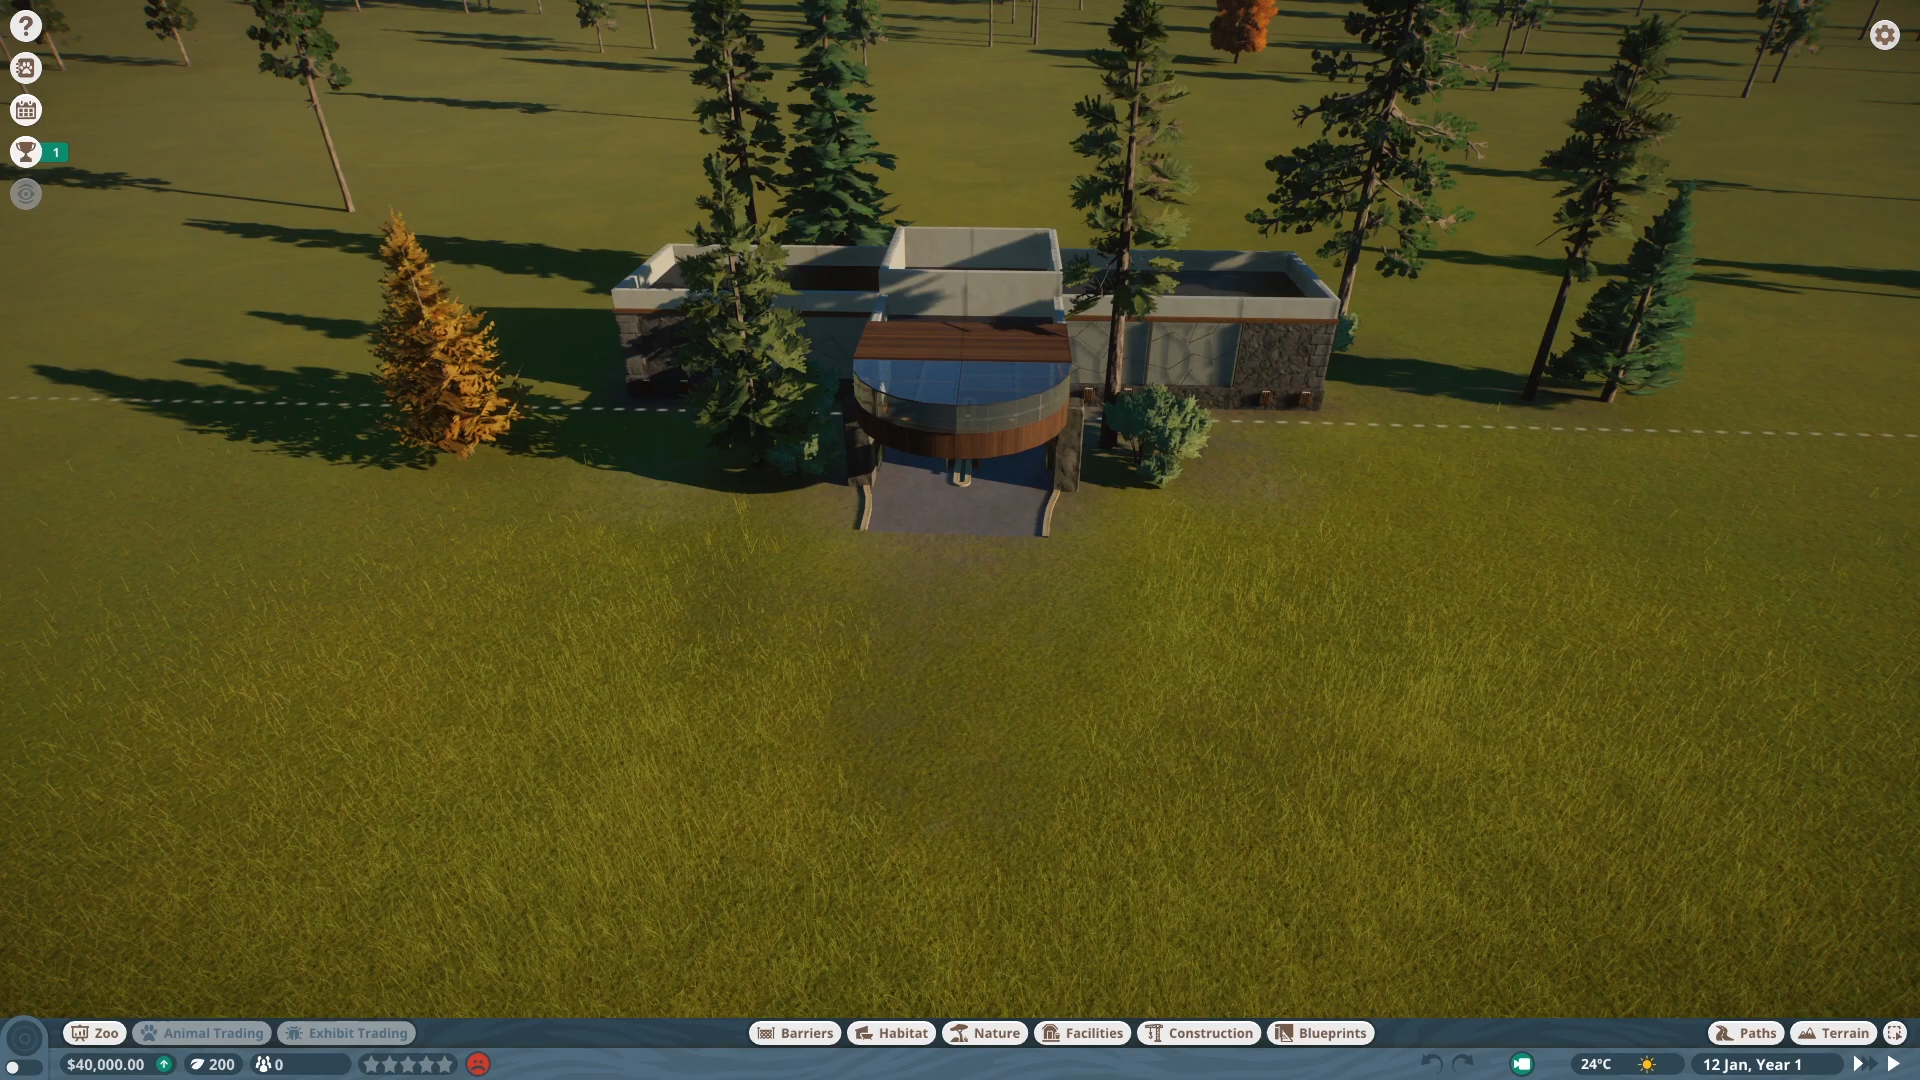 ?
1
Zoo Animal Trading Exhibit Trading Barriers Habitat Nature Facilities Construction Blueprints Paths Terrain
$40,000.00 200 0 24°C 12 Jan, Year 1